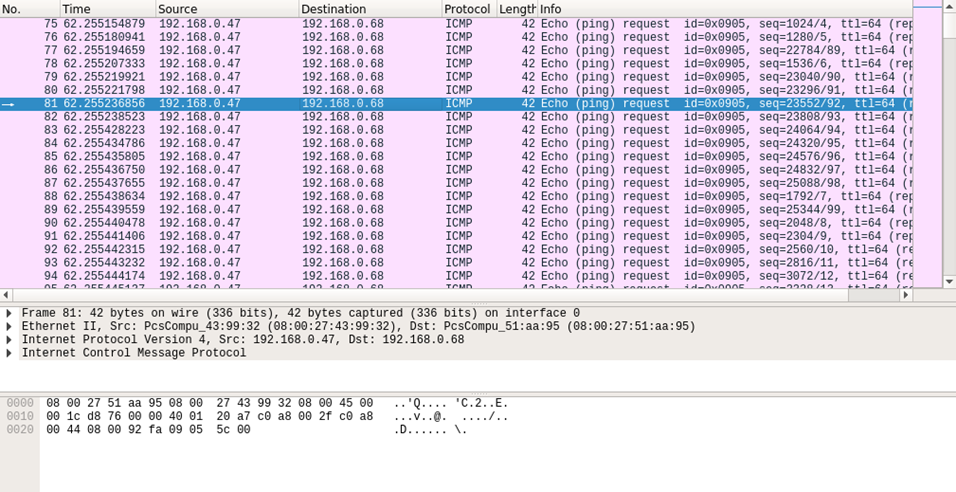 No. Time Source Destination Protocol Length Info
75 62.255154879 192.168.0.47 192.168.0.68 ICMP 42 Echo (ping) request id=0x0905, seq=1024/4, ttl=64 (rep
76 62.255180941 192.168.0.47 192.168.0.68 ICMP 42 Echo (ping) request id=0x0905, seq=1280/5, ttl=64 (rep
77 62.255194659 192.168.0.47 192.168.0.68 ICMP 42 Echo (ping) request id=0x0905, seq=22784/89, ttl=64 (r
78 62.255207333 192.168.0.47 192.168.0.68 ICMP 42 Echo (ping) request id=0x0905, seq=1536/6, ttl=64 (rep
79 62.255219921 192.168.0.47 192.168.0.68 ICMP 42 Echo (ping) request id=0x0905, seq=23040/90, ttl=64 (r
80 62.255221798 192.168.0.47 192.168.0.68 ICMP 42 Echo (ping) request id=0x0905, seq=23296/91, ttl=64 (r
81 62.255236856 192.168.0.47 192.168.0.68 ICMP 42 Echo (ping) request id=0x0905, seq=23552/92, ttl=64 (r
82 62.255238523 192.168.0.47 192.168.0.68 ICMP 42 Echo (ping) request id=0x0905, seq=23808/93, ttl=64 (r
83 62.255428223 192.168.0.47 192.168.0.68 ICMP 42 Echo (ping) request id=0x0905, seq=24064/94, ttl=64 (r
84 62.255434786 192.168.0.47 192.168.0.68 ICMP 42 Echo (ping) request id=0x0905, seq=24320/95, ttl=64 (r
85 62.255435805 192.168.0.47 192.168.0.68 ICMP 42 Echo (ping) request id=0x0905, seq=24576/96, ttl=64 (r
86 62.255436750 192.168.0.47 192.168.0.68 ICMP 42 Echo (ping) request id=0x0905, seq=24832/97, ttl=64 (r
87 62.255437655 192.168.0.47 192.168.0.68 ICMP 42 Echo (ping) request id=0x0905, seq=25088/98, ttl=64 (r
88 62.255438634 192.168.0.47 192.168.0.68 ICMP 42 Echo (ping) request id=0x0905, seq=1792/7, ttl=64 (rep
89 62.255439559 192.168.0.47 192.168.0.68 ICMP 42 Echo (ping) request id=0x0905, seq=25344/99, ttl=64 (r
90 62.255440478 192.168.0.47 192.168.0.68 ICMP 42 Echo (ping) request id=0x0905, seq=2048/8, ttl=64 (rep
91 62.255441406 192.168.0.47 192.168.0.68 ICMP 42 Echo (ping) request id=0x0905, seq=2304/9, ttl=64 (rep
92 62.255442315 192.168.0.47 192.168.0.68 ICMP 42 Echo (ping) request id=0x0905, seq=2560/10, ttl=64 (re
93 62.255443232 192.168.0.47 192.168.0.68 ICMP 42 Echo (ping) request id=0x0905, seq=2816/11, ttl=64 (re
94 62.255444174 192.168.0.47 192.168.0.68 ICMP 42 Echo (ping) request id=0x0905, seq=3072/12, ttl=64 (re
Frame 81: 42 bytes on wire (336 bits), 42 bytes captured (336 bits) on interface 0
Ethernet II, Src: PcsCompu_43:99:32 (08:00:27:43:99:32), Dst: PcsCompu_51:aa:95 (08:00:27:51:aa:95)
Internet Protocol Version 4, Src: 192.168.0.47, Dst: 192.168.0.68
Internet Control Message Protocol
0000 08 00 27 51 aa 95 08 00 27 43 99 32 08 00 45 00 ..'Q.... 'C.2..E.
0010 00 1c d8 76 00 00 40 01 20 a7 c0 a8 00 2f c0 a8 ...v..@. ..../..
0020 00 44 08 00 92 fa 09 05 5c 00 .D...... \.